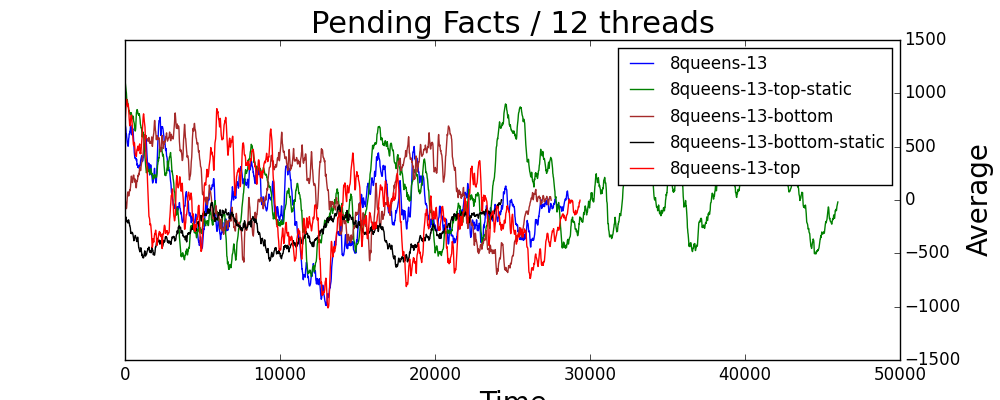 Pending Facts / 12 threads
1500
1000
500
0
−500
−1000
−1500
Average
8queens-13
8queens-13-top-static
8queens-13-bottom
8queens-13-bottom-static
8queens-13-top
0 10000 20000 30000 40000 50000
Time